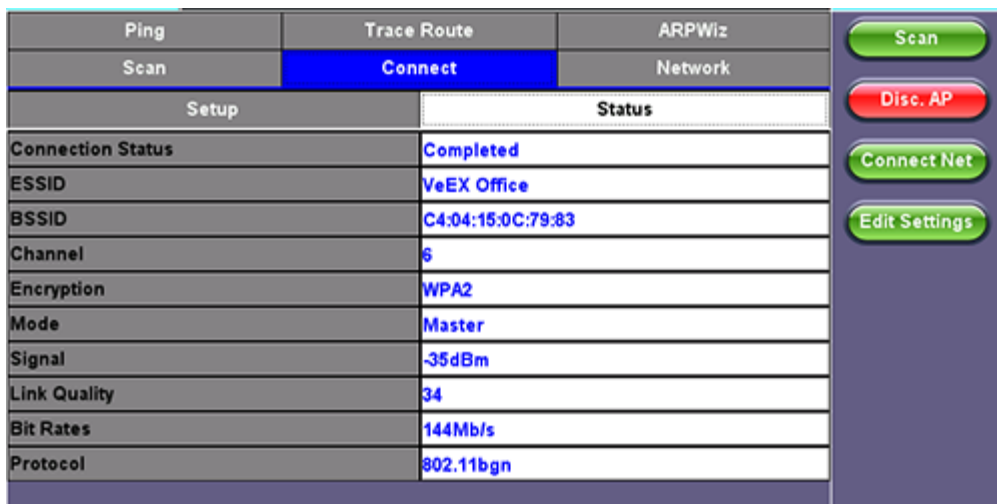 Ping Trace Route ARPWiz
Scan Connect Network
Setup Status
Connection Status Completed
ESSID VeEX Office
BSSID C4:04:15:0C:79:83
Channel 6
Encryption WPA2
Mode Master
Signal -35dBm
Link Quality 34
Bit Rates 144Mb/s
Protocol 802.11bgn
Scan
Disc. AP
Connect Net
Edit Settings